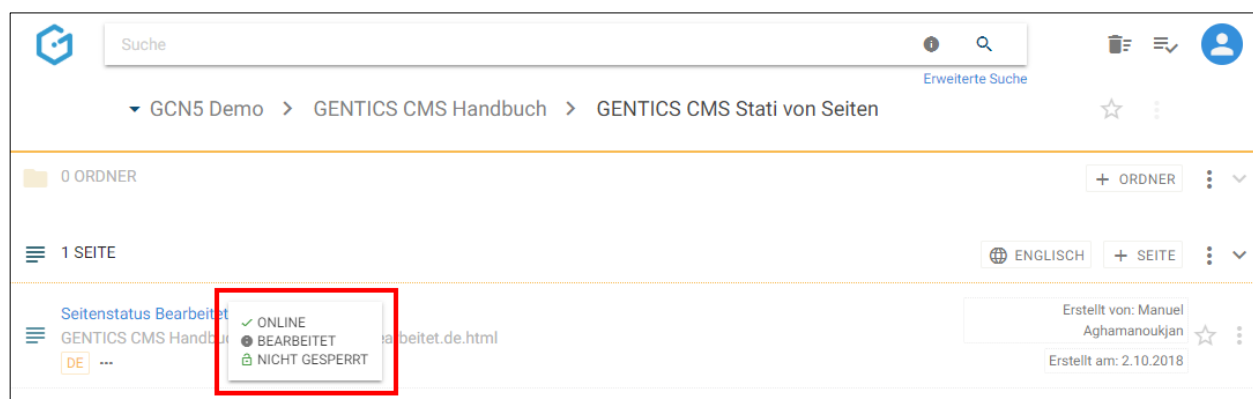 Suche
Erweiterte Suche
GCN5 Demo > GENTICS CMS Handbuch > GENTICS CMS Stati von Seiten
0 ORDNER
+ ORDNER
1 SEITE
ENGLISCH
+ SEITE
Seitenstatus Bearbeitet
GENTICS CMS Handbu
earbeitet.de.html
DE
ONLINE
BEARBEITET
NICHT GESPERRT
Erstellt von: Manuel
Aghamanoukjan
Erstellt am: 2.10.2018